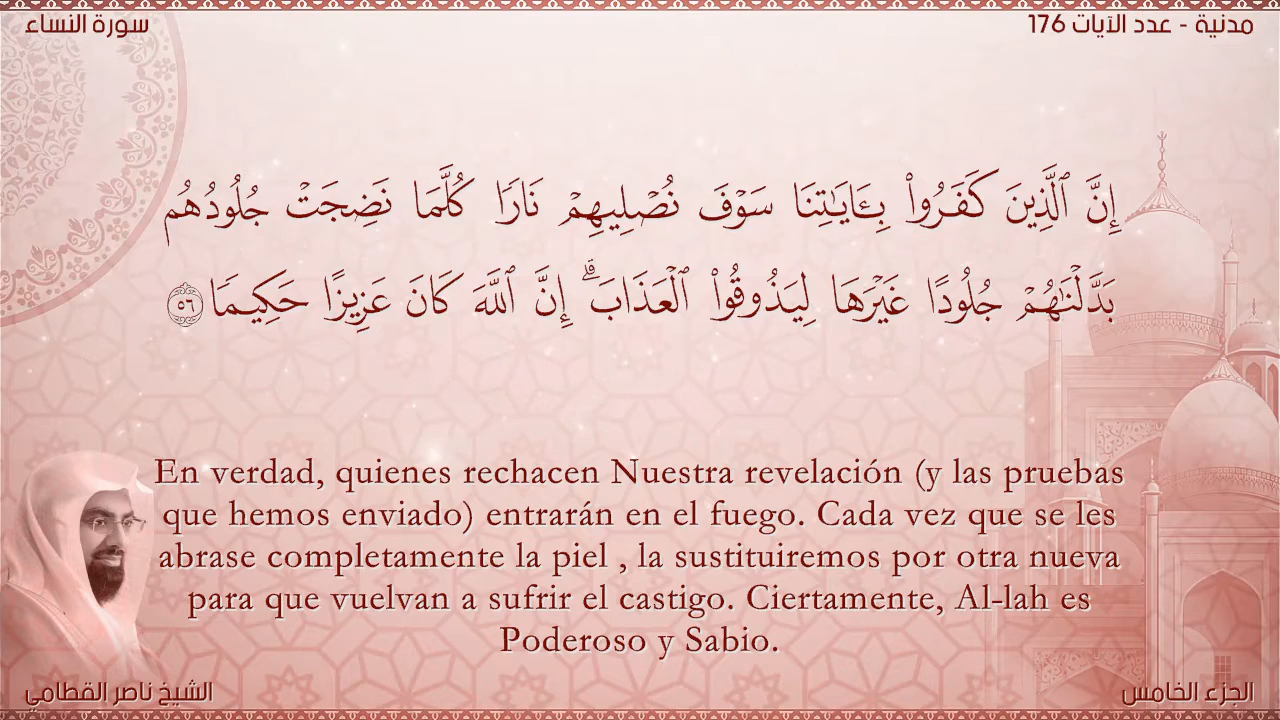 مدنية - عدد الآيات 176
سورة النساء
إِنَّ ٱلَّذِينَ كَفَرُوا۟ بِـَٔايَـٰتِنَا سَوْفَ نُصْلِيهِمْ نَارًا كُلَّمَا نَضِجَتْ جُلُودُهُم
بَدَّلْنَـٰهُمْ جُلُودًا غَيْرَهَا لِيَذُوقُوا۟ ٱلْعَذَابَ ۗ إِنَّ ٱللَّهَ كَانَ عَزِيزًا حَكِيمًا ٥٦
En verdad, quienes rechacen Nuestra revelación (y las pruebas
que hemos enviado) entrarán en el fuego. Cada vez que se les
abrase completamente la piel , la sustituiremos por otra nueva
para que vuelvan a sufrir el castigo. Ciertamente, Al-lah es
Poderoso y Sabio.
الجزء الخامس
الشيخ ناصر القطامي